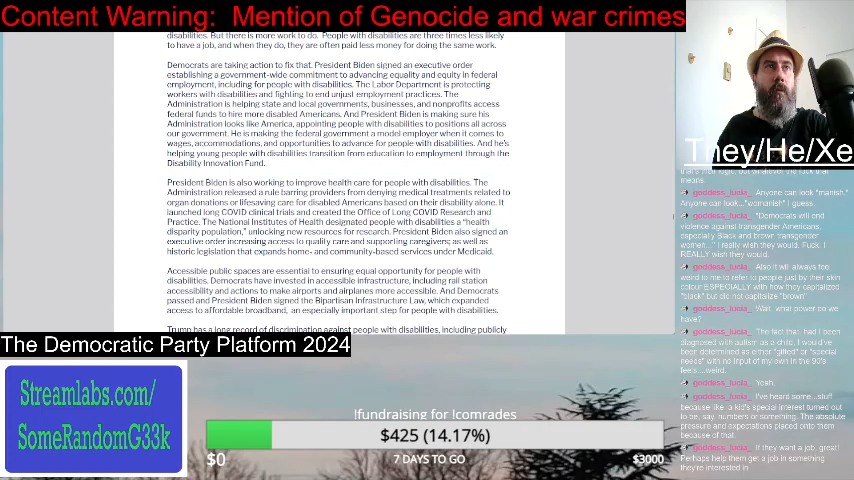 Content Warning:  Mention of Genocide and war crimes
disabilities. But there is more work to do.  People with disabilities are three times less likely
to have a job, and when they do, they are often paid less money for doing the same work.
Democrats are taking action to fix that. President Biden signed an executive order
establishing a government-wide commitment to advancing equality and equity in federal
employment, including for people with disabilities. The Labor Department is protecting
workers with disabilities and fighting to end unjust employment practices. The
Administration is helping state and local governments, businesses, and nonprofits access
federal funds to hire more disabled Americans. And President Biden is making sure his
Administration looks like America, appointing people with disabilities to positions all across
our government. He is making the federal government a model employer when it comes to
wages, accommodations, and opportunities to advance for people with disabilities. And he's
helping young people with disabilities transition from education to employment through the
Disability Innovation Fund.
President Biden is also working to improve health care for people with disabilities. The
Administration released a rule barring providers from denying medical treatments related to
organ donations or lifesaving care for disabled Americans based on their disability alone. It
launched long COVID clinical trials and created the Office of Long COVID Research and
Practice. The National Institutes of Health designated people with disabilities a "health
disparity population," unlocking new resources for research. President Biden also signed an
executive order increasing access to quality care and supporting caregivers; as well as
historic legislation that expands home- and community-based services under Medicaid.
Accessible public spaces are essential to ensuring equal opportunity for people with
disabilities. Democrats have invested in accessible infrastructure, including rail station
accessibility and actions to make airports and airplanes more accessible. And Democrats
passed and President Biden signed the Bipartisan Infrastructure Law, which expanded
access to affordable broadband,  an especially important step for people with disabilities.
Trump has a long record of discrimination against people with disabilities, including publicly
They/He/Xe
means
goddess_lucia_: Anyone can look "manish."
Anyone can look..."womanish" I guess.
goddess_lucia_: "Democrats will end
violence against transgender Americans,
especially Black and brown transgender
women..." I really wish they would. Fuck. I
REALLY wish they would.
goddess_lucia_: Also it will always feel
weird to me to refer to people just by their skin
colour ESPECIALLY with how they capitalized
"black" but did not capitalize "brown"
goddess_lucia_: Wait, what power do we
have?
goddess_lucia_: The fact that, had I been
diagnosed with autism as a child, I would've
been determined as either "gifted" or "special
needs" with no input of my own in the 90's
feels...weird.
goddess_lucia_: Yeah.
goddess_lucia_: I've heard some...stuff
because like, a kid's special interest turned out
to be, say, numbers or something. The absolute
pressure and expectations placed onto them
because of that.
goddess_lucia_: If they want a job, great!
Perhaps help them get a job in something
they're interested in
The Democratic Party Platform 2024
Streamlabs.com/
SomeRandomG33k
!fundraising for !comrades
$425 (14.17%)
$0
7 DAYS TO GO
$3000